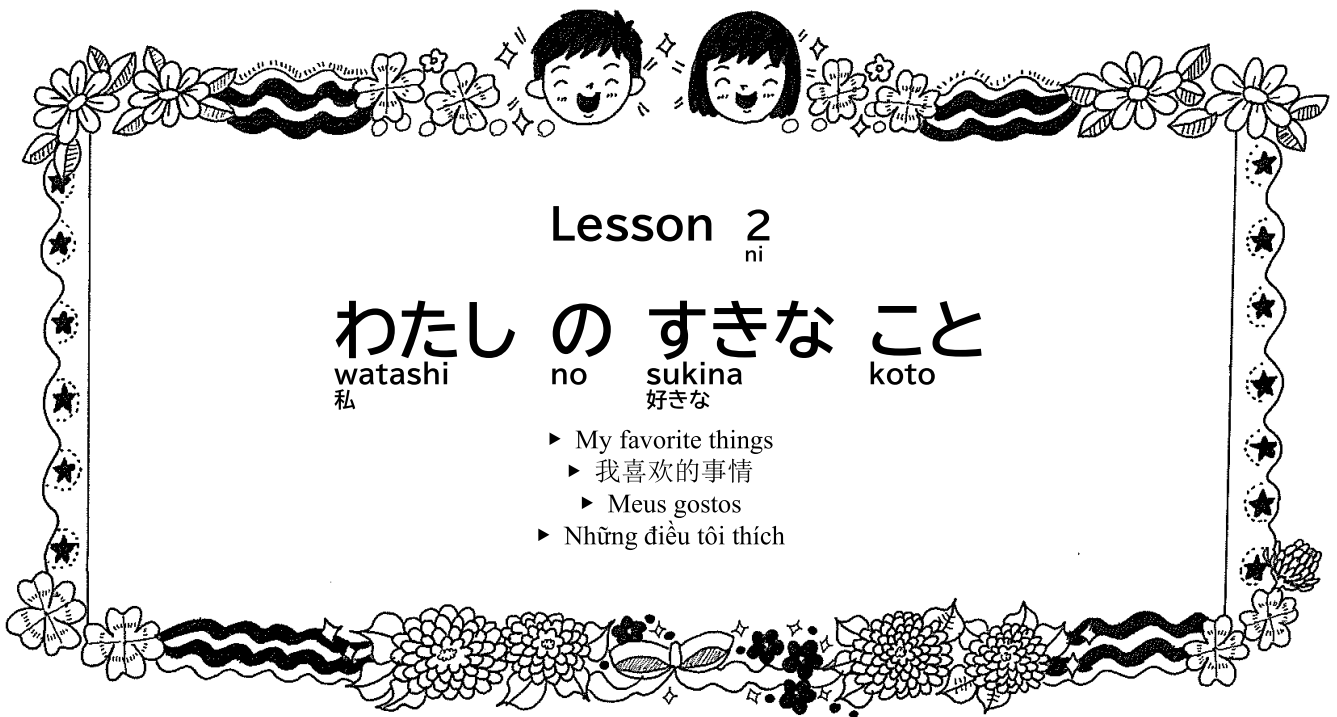 Lesson 2
ni
わたし の すきな こと
watashi no sukina koto
私 好きな
▶ My favorite things
▶ 我喜欢的事情
▶ Meus gostos
▶ Những điều tôi thích